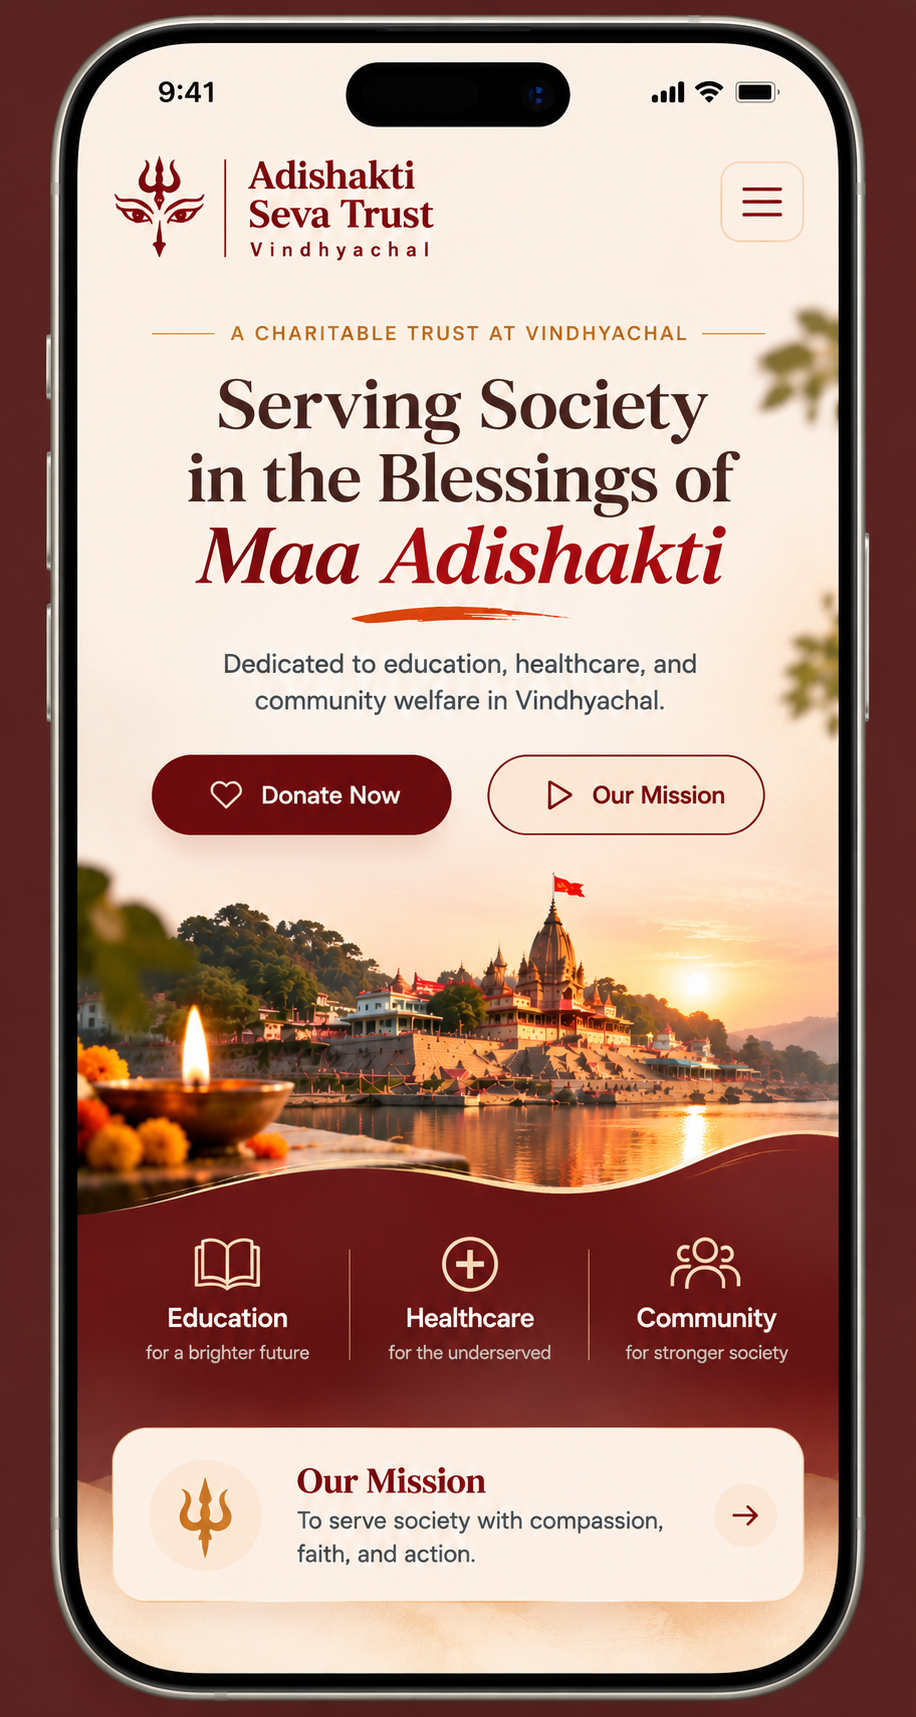 9:41
Adishakti
Seva Trust
Vindhyachal
A CHARITABLE TRUST AT VINDHYACHAL
Serving Society
in the Blessings of
Maa Adishakti
Dedicated to education, healthcare, and
community welfare in Vindhyachal.
Donate Now
Our Mission
Education
for a brighter future
Healthcare
for the underserved
Community
for stronger society
Our Mission
To serve society with compassion,
faith, and action.